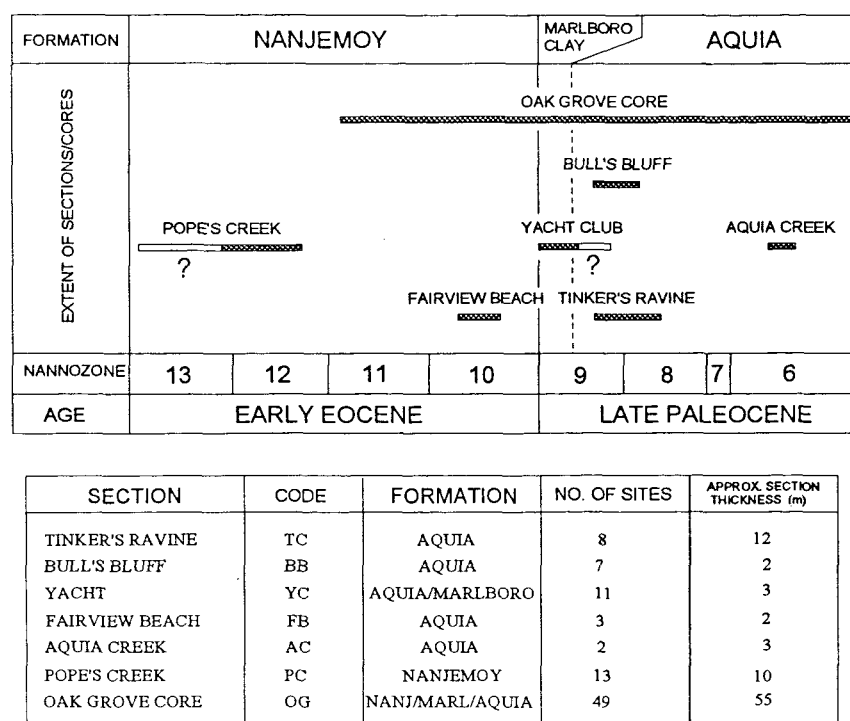 FORMATION NANJEMOY MARLBORO CLAY AQUIA
EXTENT OF SECTIONS/CORES
OAK GROVE CORE
BULL'S BLUFF
POPE'S CREEK YACHT CLUB AQUIA CREEK
? ?
FAIRVIEW BEACH TINKER'S RAVINE
NANNOZONE 13 12 11 10 9 8 7 6
AGE EARLY EOCENE LATE PALEOCENE
SECTION CODE FORMATION NO. OF SITES APPROX. SECTION THICKNESS (m)
TINKER'S RAVINE TC AQUIA 8 12
BULL'S BLUFF BB AQUIA 7 2
YACHT YC AQUIA/MARLBORO 11 3
FAIRVIEW BEACH FB AQUIA 3 2
AQUIA CREEK AC AQUIA 2 3
POPE'S CREEK PC NANJEMOY 13 10
OAK GROVE CORE OG NANJ/MARL/AQUIA 49 55